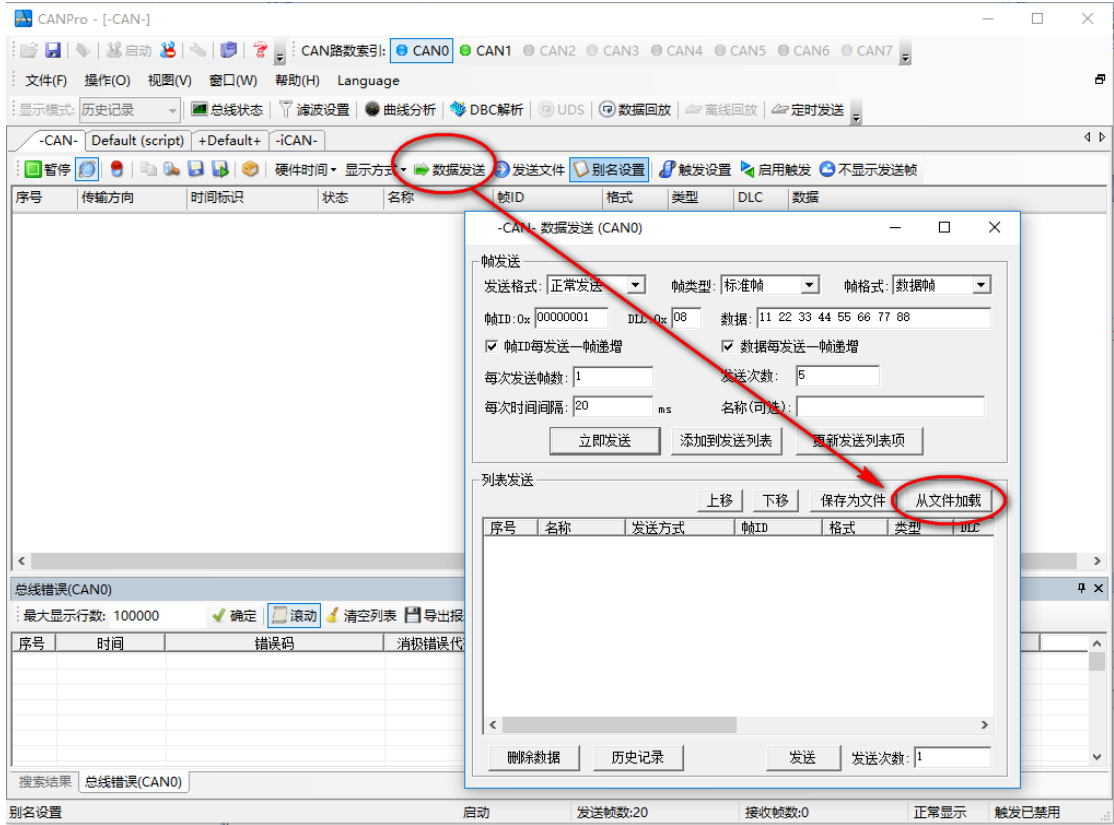 CANPro - [-CAN-]
启动 CAN路数索引: CAN0 CAN1 CAN2 CAN3 CAN4 CAN5 CAN6 CAN7
文件(F) 操作(O) 视图(V) 窗口(W) 帮助(H) Language
显示模式: 历史记录 总线状态 滤波设置 曲线分析 DBC解析 UDS 数据回放 离线回放 定时发送
-CAN- Default (script) +Default+ -iCAN-
暂停 硬件时间 显示方式 数据发送 发送文件 别名设置 触发设置 启用触发 不显示发送帧
序号 传输方向 时间标识 状态 名称 帧ID 格式 类型 DLC 数据
-CAN- 数据发送 (CAN0)
帧发送
发送格式: 正常发送 帧类型: 标准帧 帧格式: 数据帧
帧ID:0x 00000001 DLC:0x 08 数据: 11 22 33 44 55 66 77 88
帧ID每发送一帧递增 数据每发送一帧递增
每次发送帧数: 1 发送次数: 5
每次时间间隔: 20 ms 名称(可选):
立即发送 添加到发送列表 更新发送列表项
列表发送
上移 下移 保存为文件 从文件加载
序号 名称 发送方式 帧ID 格式 类型 DLC
删除数据 历史记录 发送 发送次数: 1
总线错误(CAN0)
最大显示行数: 100000 确定 滚动 清空列表 导出报
序号 时间 错误码 消极错误代
搜索结果 总线错误(CAN0)
别名设置 启动 发送帧数:20 接收帧数:0 正常显示 触发已禁用